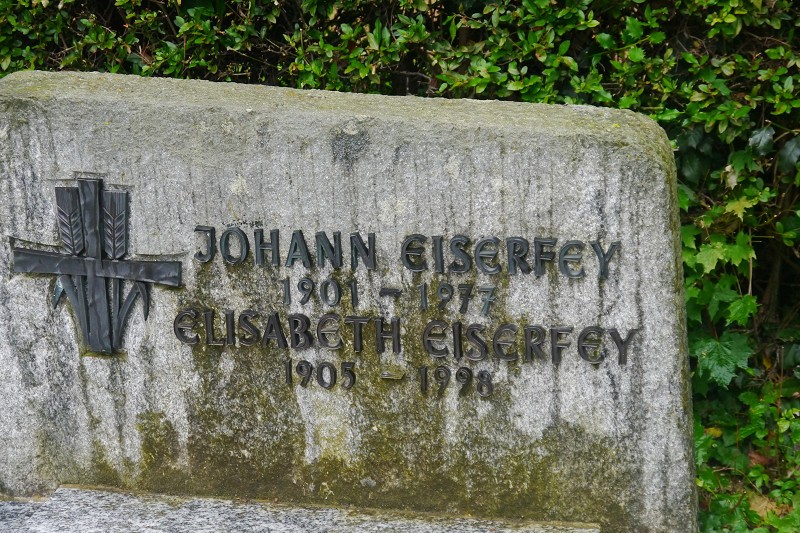 JOHANN EISERFEY
1901 - 1977
ELISABETH EISERFEY
1905 - 1998